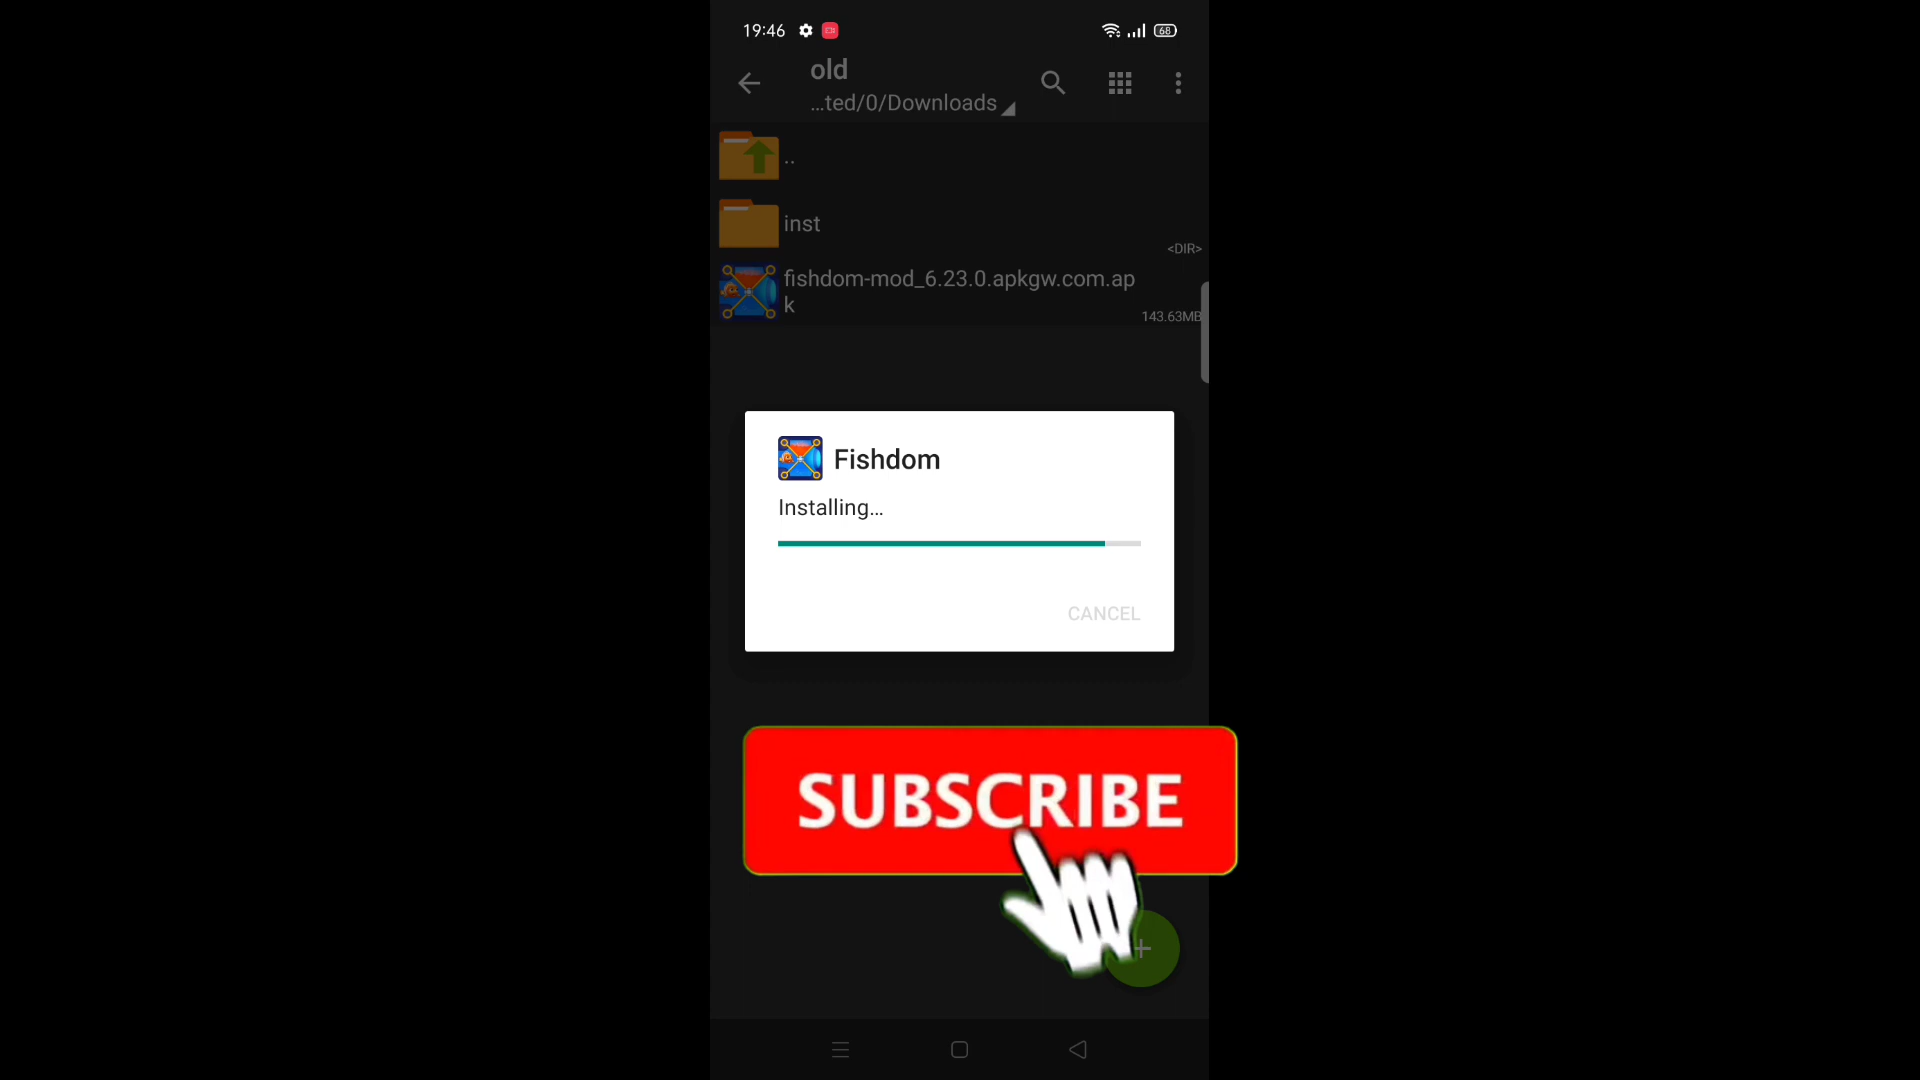 19:46
68
old
...ted/0/Downloads
..
inst
<DIR>
fishdom-mod_6.23.0.apkgw.com.ap
k
143.63MB
Fishdom
Installing...
CANCEL
SUBSCRIBE